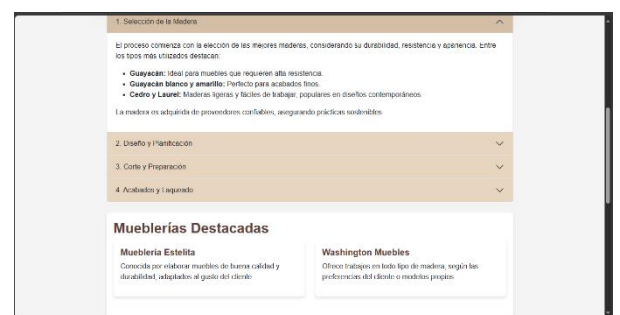 1. Selección de la Madera
El proceso comienza con la elección de las mejores maderas, considerando su durabilidad, resistencia y apariencia. Entre
los tipos más utilizados destacan:
• Guayacán: Ideal para muebles que requieren alta resistencia.
• Guayacán blanco y amarillo: Perfecto para acabados finos.
• Cedro y Laurel: Maderas ligeras y fáciles de trabajar, populares en diseños contemporáneos.
La madera es adquirida de proveedores confiables, asegurando prácticas sostenibles.
2. Diseño y Planificación
3. Corte y Preparación
4. Acabados y Laqueado
Mueblerías Destacadas
Mueblería Estelita
Conocida por elaborar muebles de buena calidad y
durabilidad, adaptados al gusto del cliente
Washington Muebles
Ofrece trabajos en todo tipo de madera, según las
preferencias del cliente o modelos propios